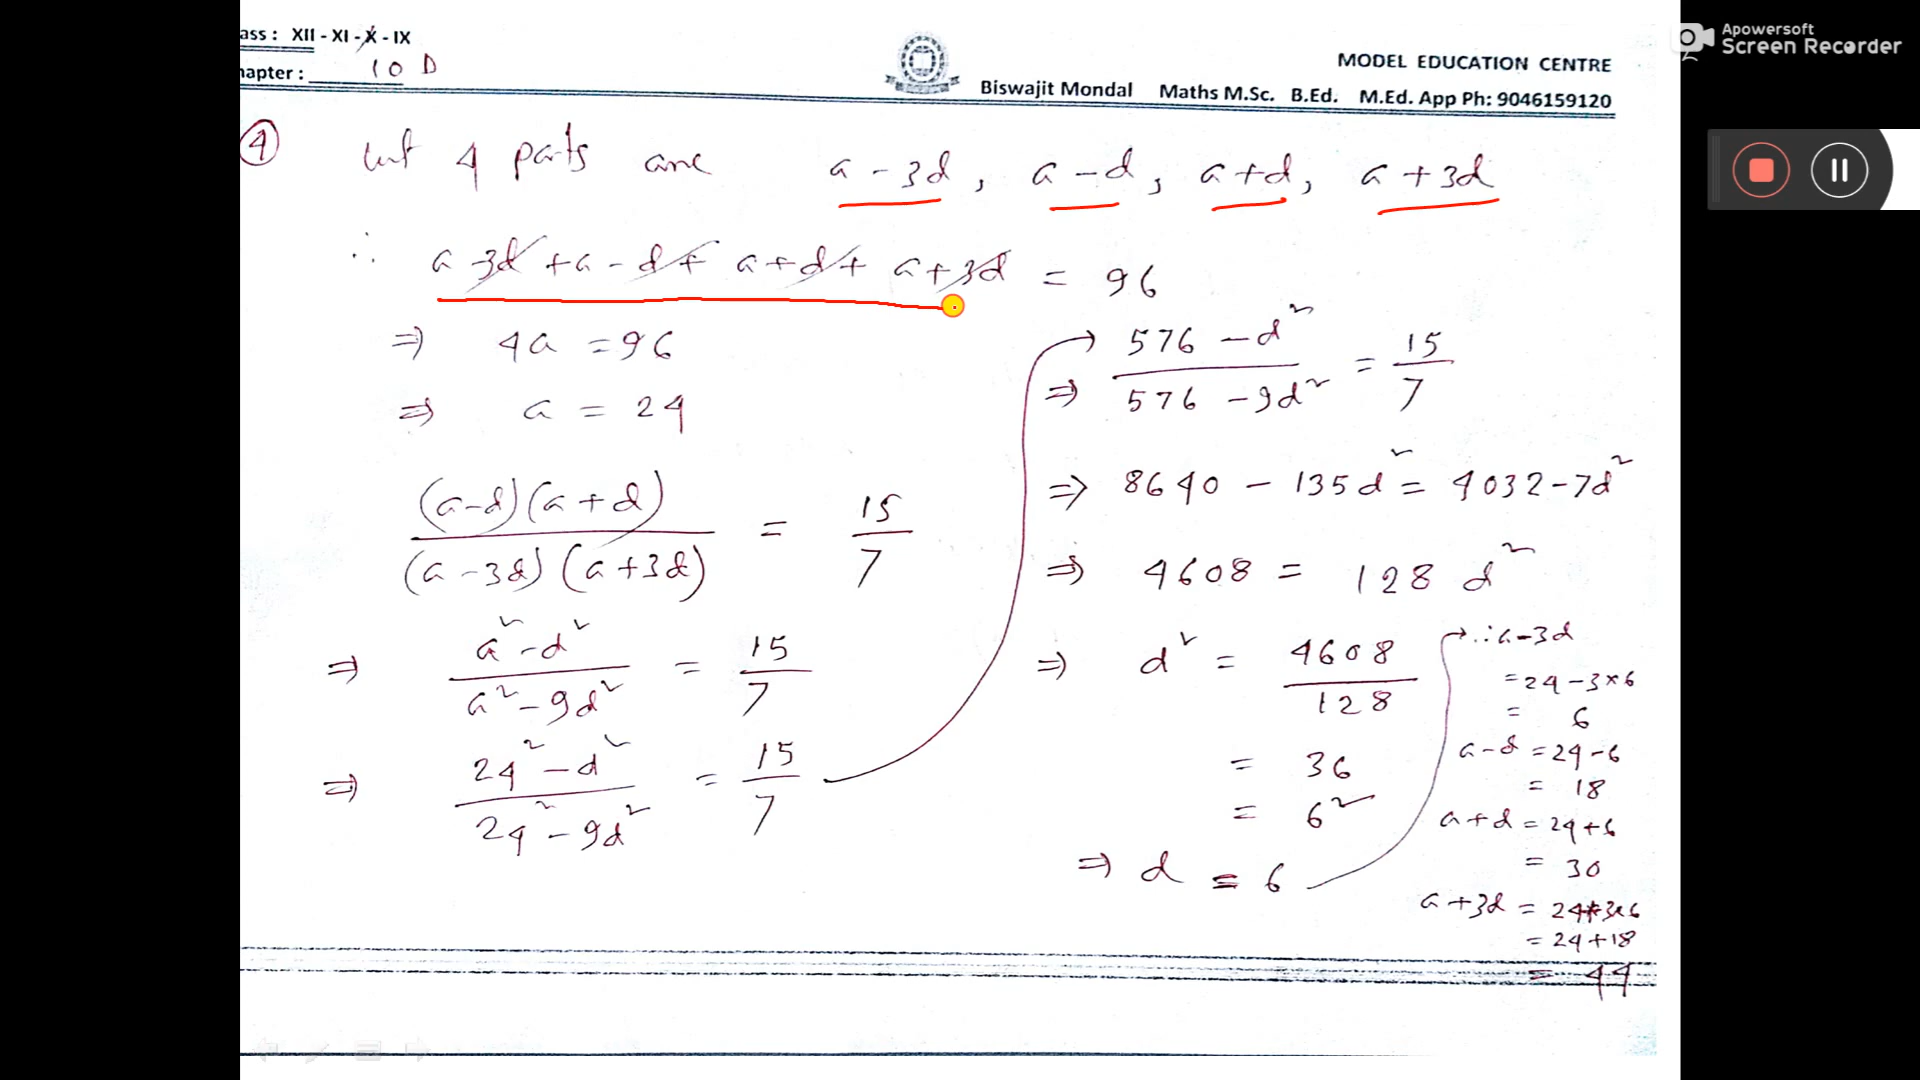 ass : XII - XI - X - IX
hapter : 10 D
MODEL EDUCATION CENTRE
Biswajit Mondal Maths M.Sc. B.Ed. M.Ed. App Ph: 9046159120
Apowersoft
Screen Recorder
④ Let 4 parts are a - 3d, a - d, a + d, a + 3d
∴ a - 3d + a - d + a + d + a + 3d = 96
⇒ 4a = 96
⇒ a = 24
(a-d)(a+d) / (a-3d)(a+3d) = 15/7
⇒ a² - d² / a² - 9d² = 15/7
⇒ 24² - d² / 24² - 9d² = 15/7
⇒ 576 - d² / 576 - 9d² = 15/7
⇒ 8640 - 135d² = 4032 - 7d²
⇒ 4608 = 128 d²
⇒ d² = 4608/128
= 36
= 6²
⇒ d = 6
∴ a - 3d
= 24 - 3×6
= 6
a - d = 24 - 6
= 18
a + d = 24 + 6
= 30
a + 3d = 24 + 3×6
= 24 + 18
= 44